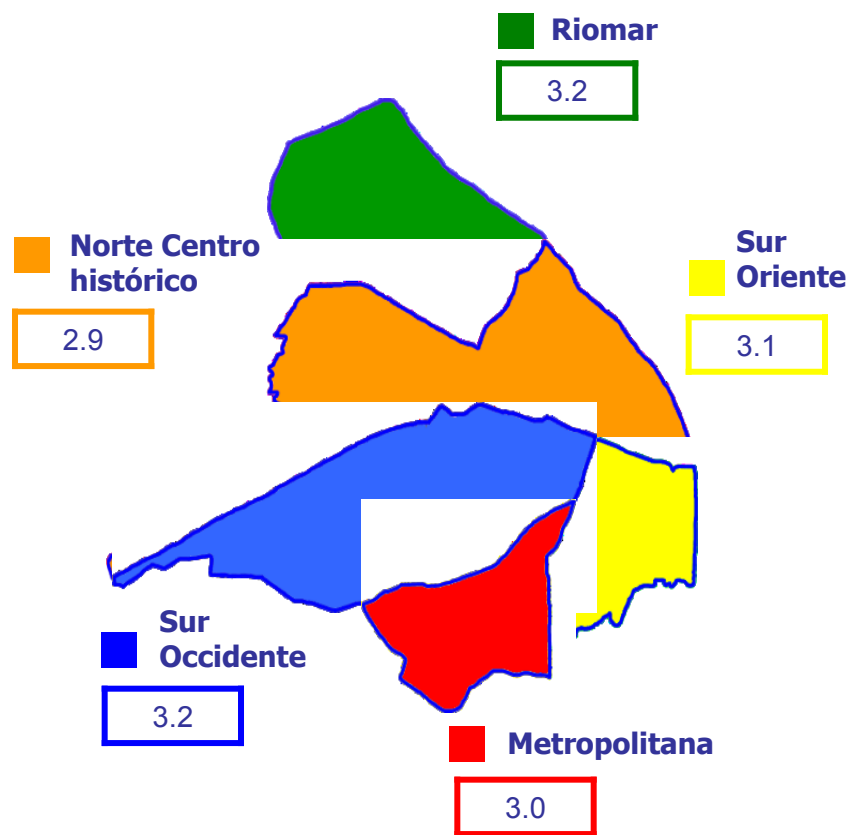 Riomar
3.2
Norte Centro
histórico
2.9
Sur
Oriente
3.1
Sur
Occidente
3.2
Metropolitana
3.0